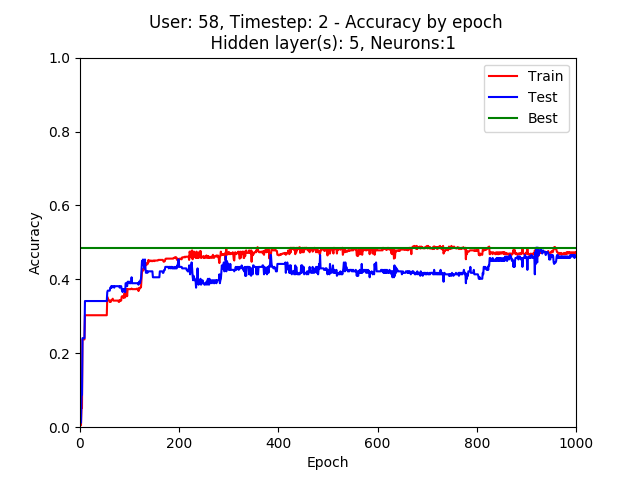 User: 58, Timestep: 2 - Accuracy by epoch
Hidden layer(s): 5, Neurons:1
1.0
0.8
0.6
0.4
0.2
0.0
Accuracy
Train
Test
Best
0 200 400 600 800 1000
Epoch